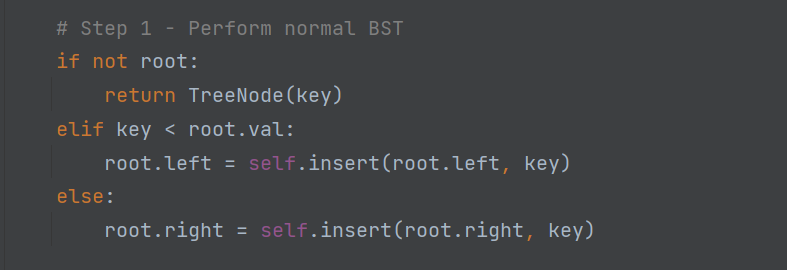 # Step 1 - Perform normal BST
if not root:
    return TreeNode(key)
elif key < root.val:
    root.left = self.insert(root.left, key)
else:
    root.right = self.insert(root.right, key)